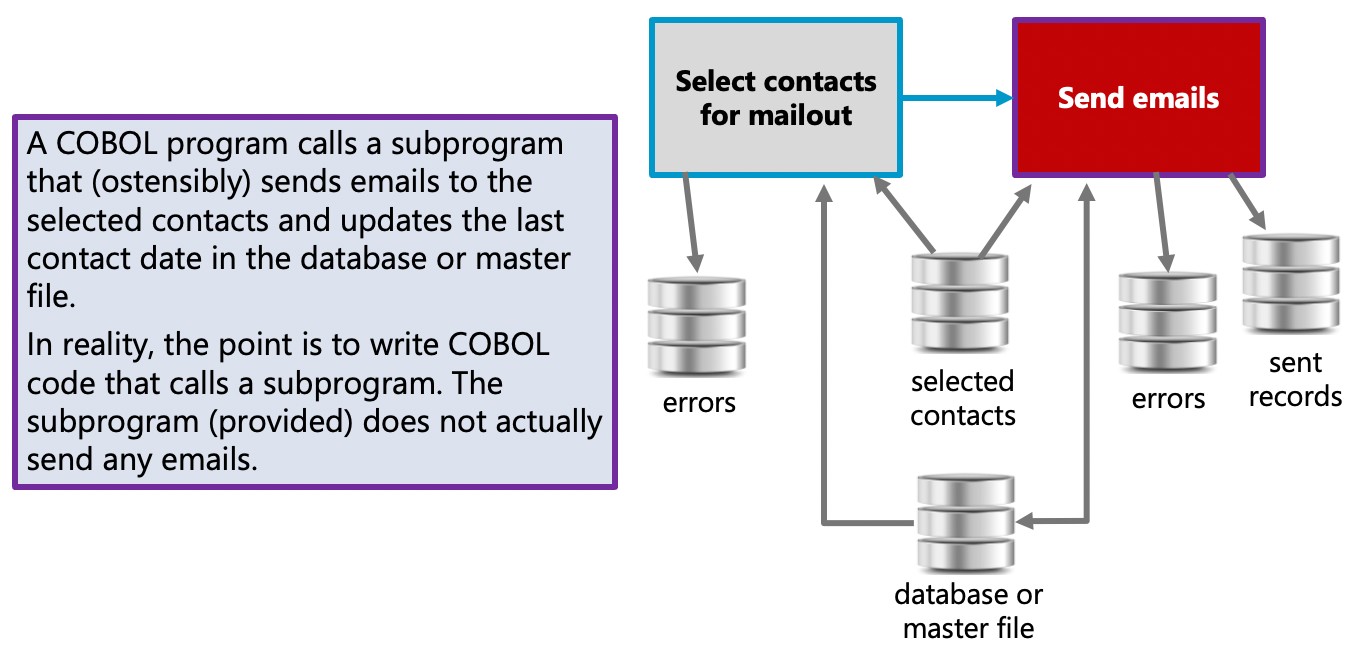 A COBOL program calls a subprogram
that (ostensibly) sends emails to the
selected contacts and updates the last
contact date in the database or master
file.
In reality, the point is to write COBOL
code that calls a subprogram. The
subprogram (provided) does not actually
send any emails.
Select contacts
for mailout
Send emails
errors
selected
contacts
errors
sent
records
database or
master file